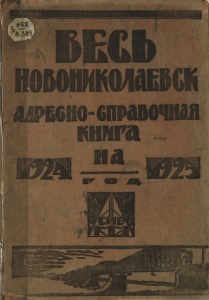 ВЕСЬ
НОВОНИКОЛАЕВСК
АДРЕСНО-СПРАВОЧНАЯ
КНИГА
НА
1924 1925
ГОД